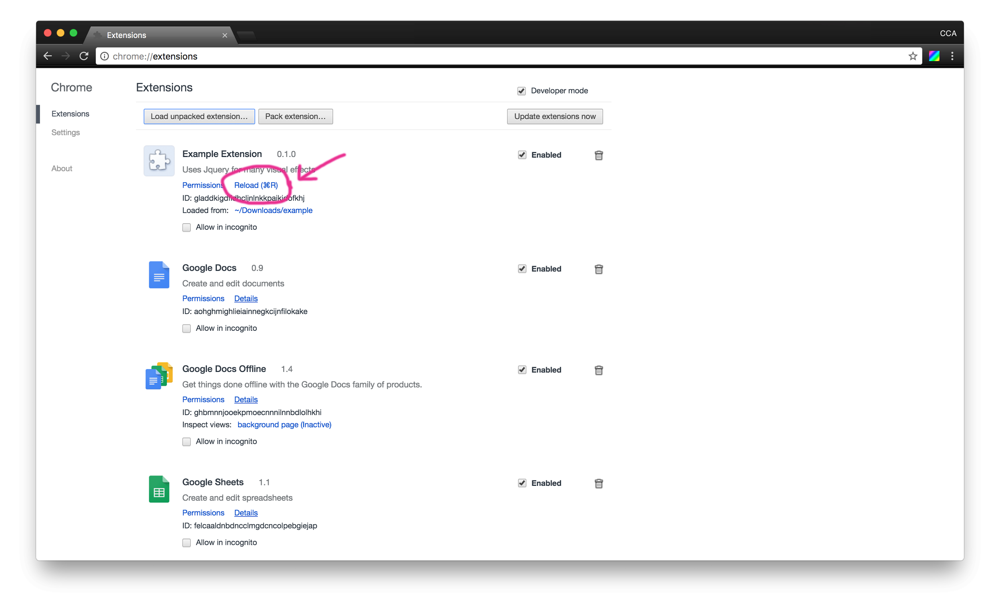 Extensions
CCA
chrome://extensions
Chrome
Extensions
Developer mode
Extensions
Load unpacked extension...
Pack extension...
Update extensions now
Settings
About
Example Extension 0.1.0
Enabled
Uses Jquery for many visual effects
Permissions Reload (⌘R)
ID: gladdkigdfidhcljnlnkkpaikidofkhj
Loaded from: ~/Downloads/example
Allow in incognito
Google Docs 0.9
Enabled
Create and edit documents
Permissions Details
ID: aohghmighlieiainnegkcijnfilokake
Allow in incognito
Google Docs Offline 1.4
Enabled
Get things done offline with the Google Docs family of products.
Permissions Details
ID: ghbmnnjooekpmoecnnnilnnbdlolhkhi
Inspect views: background page (Inactive)
Allow in incognito
Google Sheets 1.1
Enabled
Create and edit spreadsheets
Permissions Details
ID: felcaaldnbdncclmgdcncolpebgiejap
Allow in incognito